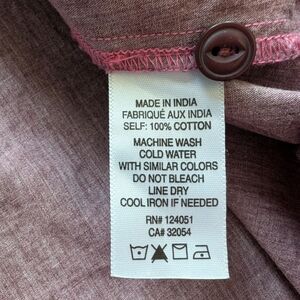 MADE IN INDIA
FABRIQUÉ AUX INDIA
SELF: 100% COTTON
MACHINE WASH
COLD WATER
WITH SIMILAR COLORS
DO NOT BLEACH
LINE DRY
COOL IRON IF NEEDED
RN# 124051
CA# 32054